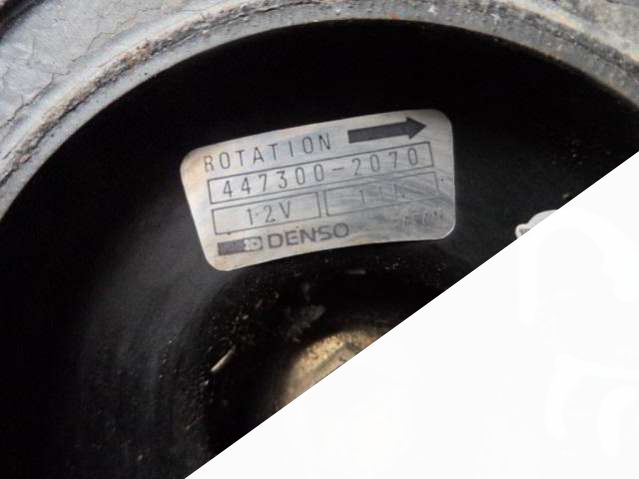 ROTATION
447300-2070
12V
DENSO